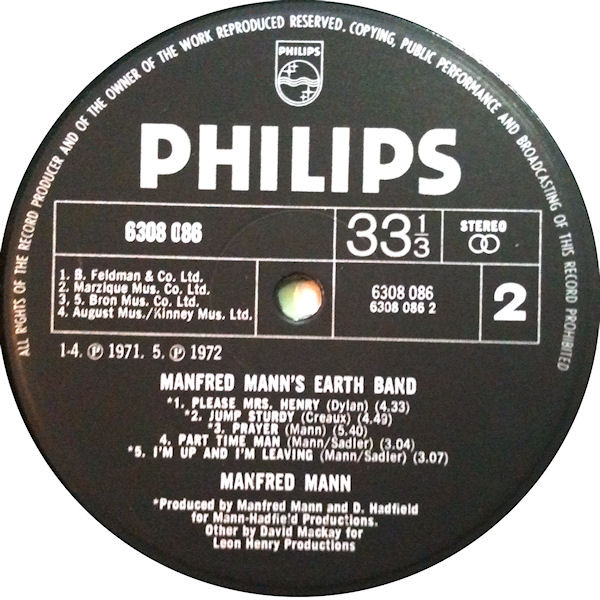 ALL RIGHTS OF THE RECORD PRODUCER AND OF THE OWNER OF THE WORK REPRODUCED RESERVED. COPYING, PUBLIC PERFORMANCE AND BROADCASTING OF THIS RECORD PROHIBITED
PHILIPS
PHILIPS
6308 086
33 1/3
STEREO
1. B. Feldman & Co. Ltd.
2. Marzique Mus. Co. Ltd.
3. 5. Bron Mus. Co. Ltd.
4. August Mus./Kinney Mus. Ltd.
6308 086
6308 086 2
2
1-4. ℗ 1971. 5. ℗ 1972
MANFRED MANN'S EARTH BAND
*1. PLEASE MRS. HENRY (Dylan) (4.33)
*2. JUMP STURDY (Creaux) (4.49)
*3. PRAYER (Mann) (5.40)
4. PART TIME MAN (Mann/Sadler) (3.04)
*5. I'M UP AND I'M LEAVING (Mann/Sadler) (3.07)
MANFRED MANN
*Produced by Manfred Mann and D. Hadfield
for Mann-Hadfield Productions.
Other by David Mackay for
Leon Henry Productions